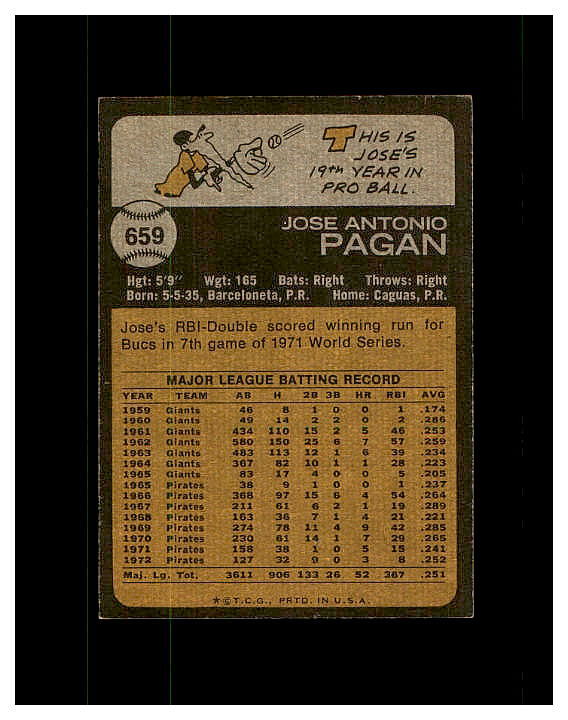 THIS IS
JOSE'S
19th YEAR IN
PRO BALL.
659
JOSE ANTONIO
PAGAN
Hgt: 5'9" Wgt: 165 Bats: Right Throws: Right
Born: 5-5-35, Barceloneta, P.R. Home: Caguas, P.R.
Jose's RBI-Double scored winning run for
Bucs in 7th game of 1971 World Series.
MAJOR LEAGUE BATTING RECORD
YEAR TEAM AB H 2B 3B HR RBI AVG
1959 Giants 46 8 1 0 0 1 .174
1960 Giants 49 14 2 2 0 2 .286
1961 Giants 434 110 15 2 5 46 .253
1962 Giants 580 150 25 6 7 57 .259
1963 Giants 483 113 12 1 6 39 .234
1964 Giants 367 82 10 1 1 28 .223
1965 Giants 83 17 4 0 0 5 .205
1965 Pirates 38 9 1 0 0 1 .237
1966 Pirates 368 97 15 6 4 54 .264
1967 Pirates 211 61 6 2 1 19 .289
1968 Pirates 163 36 7 1 4 21 .221
1969 Pirates 274 78 11 4 9 42 .285
1970 Pirates 230 61 14 1 7 29 .265
1971 Pirates 158 38 1 0 5 15 .241
1972 Pirates 127 32 9 0 3 8 .252
Maj. Lg. Tot. 3611 906 133 26 52 367 .251
★©T.C.G., PRTD. IN U.S.A.